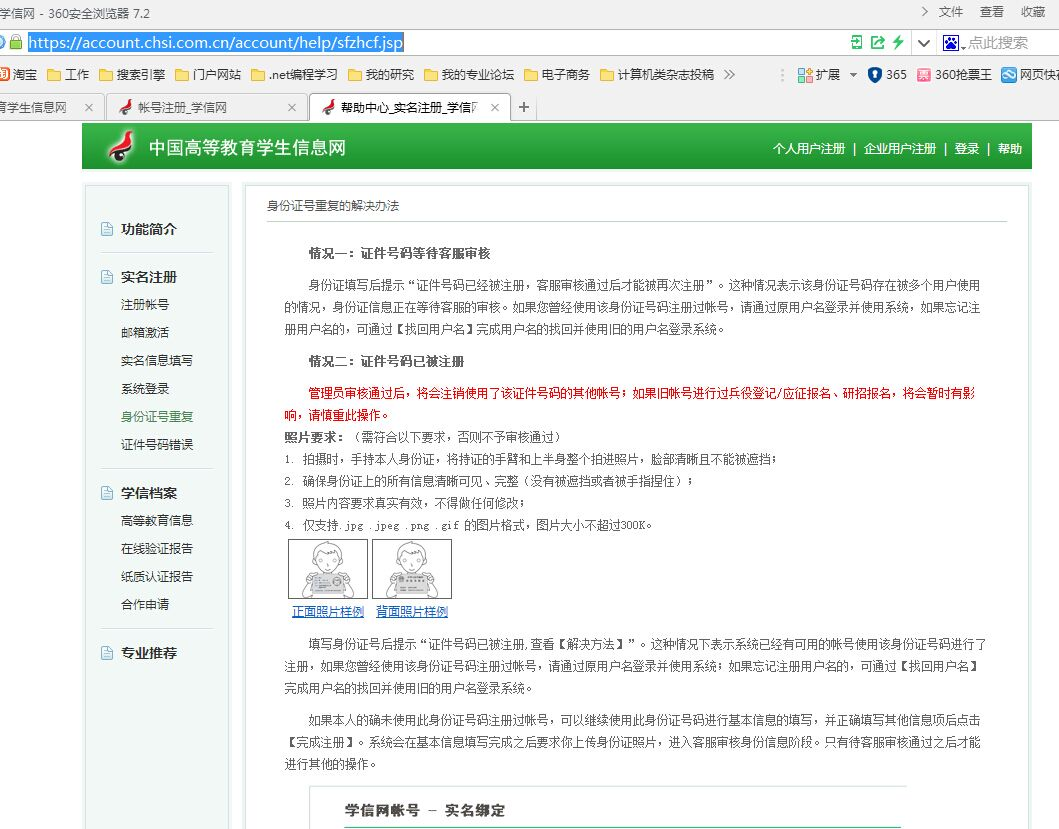 学信网 - 360安全浏览器 7.2
文件 查看 收藏
https://account.chsi.com.cn/account/help/sfzhcf.jsp
点此搜索
淘宝 工作 搜索引擎 门户网站 .net编程学习 我的研究 我的专业论坛 电子商务 计算机类杂志投稿 扩展 365 360抢票王 网页快
育学生信息网 帐号注册_学信网 帮助中心_实名注册_学信
中国高等教育学生信息网
个人用户注册 | 企业用户注册 | 登录 | 帮助
功能简介
实名注册
注册帐号
邮箱激活
实名信息填写
系统登录
身份证号重复
证件号码错误
学信档案
高等教育信息
在线验证报告
纸质认证报告
合作申请
专业推荐
身份证号重复的解决办法
情况一：证件号码等待客服审核
身份证填写后提示“证件号码已经被注册，客服审核通过后才能被再次注册”。这种情况表示该身份证号码存在被多个用户使用
的情况，身份证信息正在等待客服的审核。如果您曾经使用该身份证号码注册过帐号，请通过原用户名登录并使用系统，如果忘记注
册用户名的，可通过【找回用户名】完成用户名的找回并使用旧的用户名登录系统。
情况二：证件号码已被注册
管理员审核通过后，将会注销使用了该证件号码的其他帐号；如果旧帐号进行过兵役登记/应征报名、研招报名，将会暂时有影
响，请慎重此操作。
照片要求：（需符合以下要求，否则不予审核通过）
1. 拍摄时，手持本人身份证，将持证的手臂和上半身整个拍进照片，脸部清晰且不能被遮挡；
2. 确保身份证上的所有信息清晰可见、完整（没有被遮挡或者被手指捏住）；
3. 照片内容要求真实有效，不得做任何修改；
4. 仅支持.jpg .jpeg .png .gif 的图片格式，图片大小不超过300K。
正面照片样例 背面照片样例
填写身份证号后提示“证件号码已被注册,查看【解决方法】”。这种情况下表示系统已经有可用的帐号使用该身份证号码进行了
注册，如果您曾经使用该身份证号码注册过帐号，请通过原用户名登录并使用系统；如果忘记注册用户名的，可通过【找回用户名】
完成用户名的找回并使用旧的用户名登录系统。
如果本人的确未使用此身份证号码注册过帐号，可以继续使用此身份证号码进行基本信息的填写，并正确填写其他信息项后点击
【完成注册】。系统会在基本信息填写完成之后要求你上传身份证照片，进入客服审核身份信息阶段。只有待客服审核通过之后才能
进行其他的操作。
学信网帐号 － 实名绑定